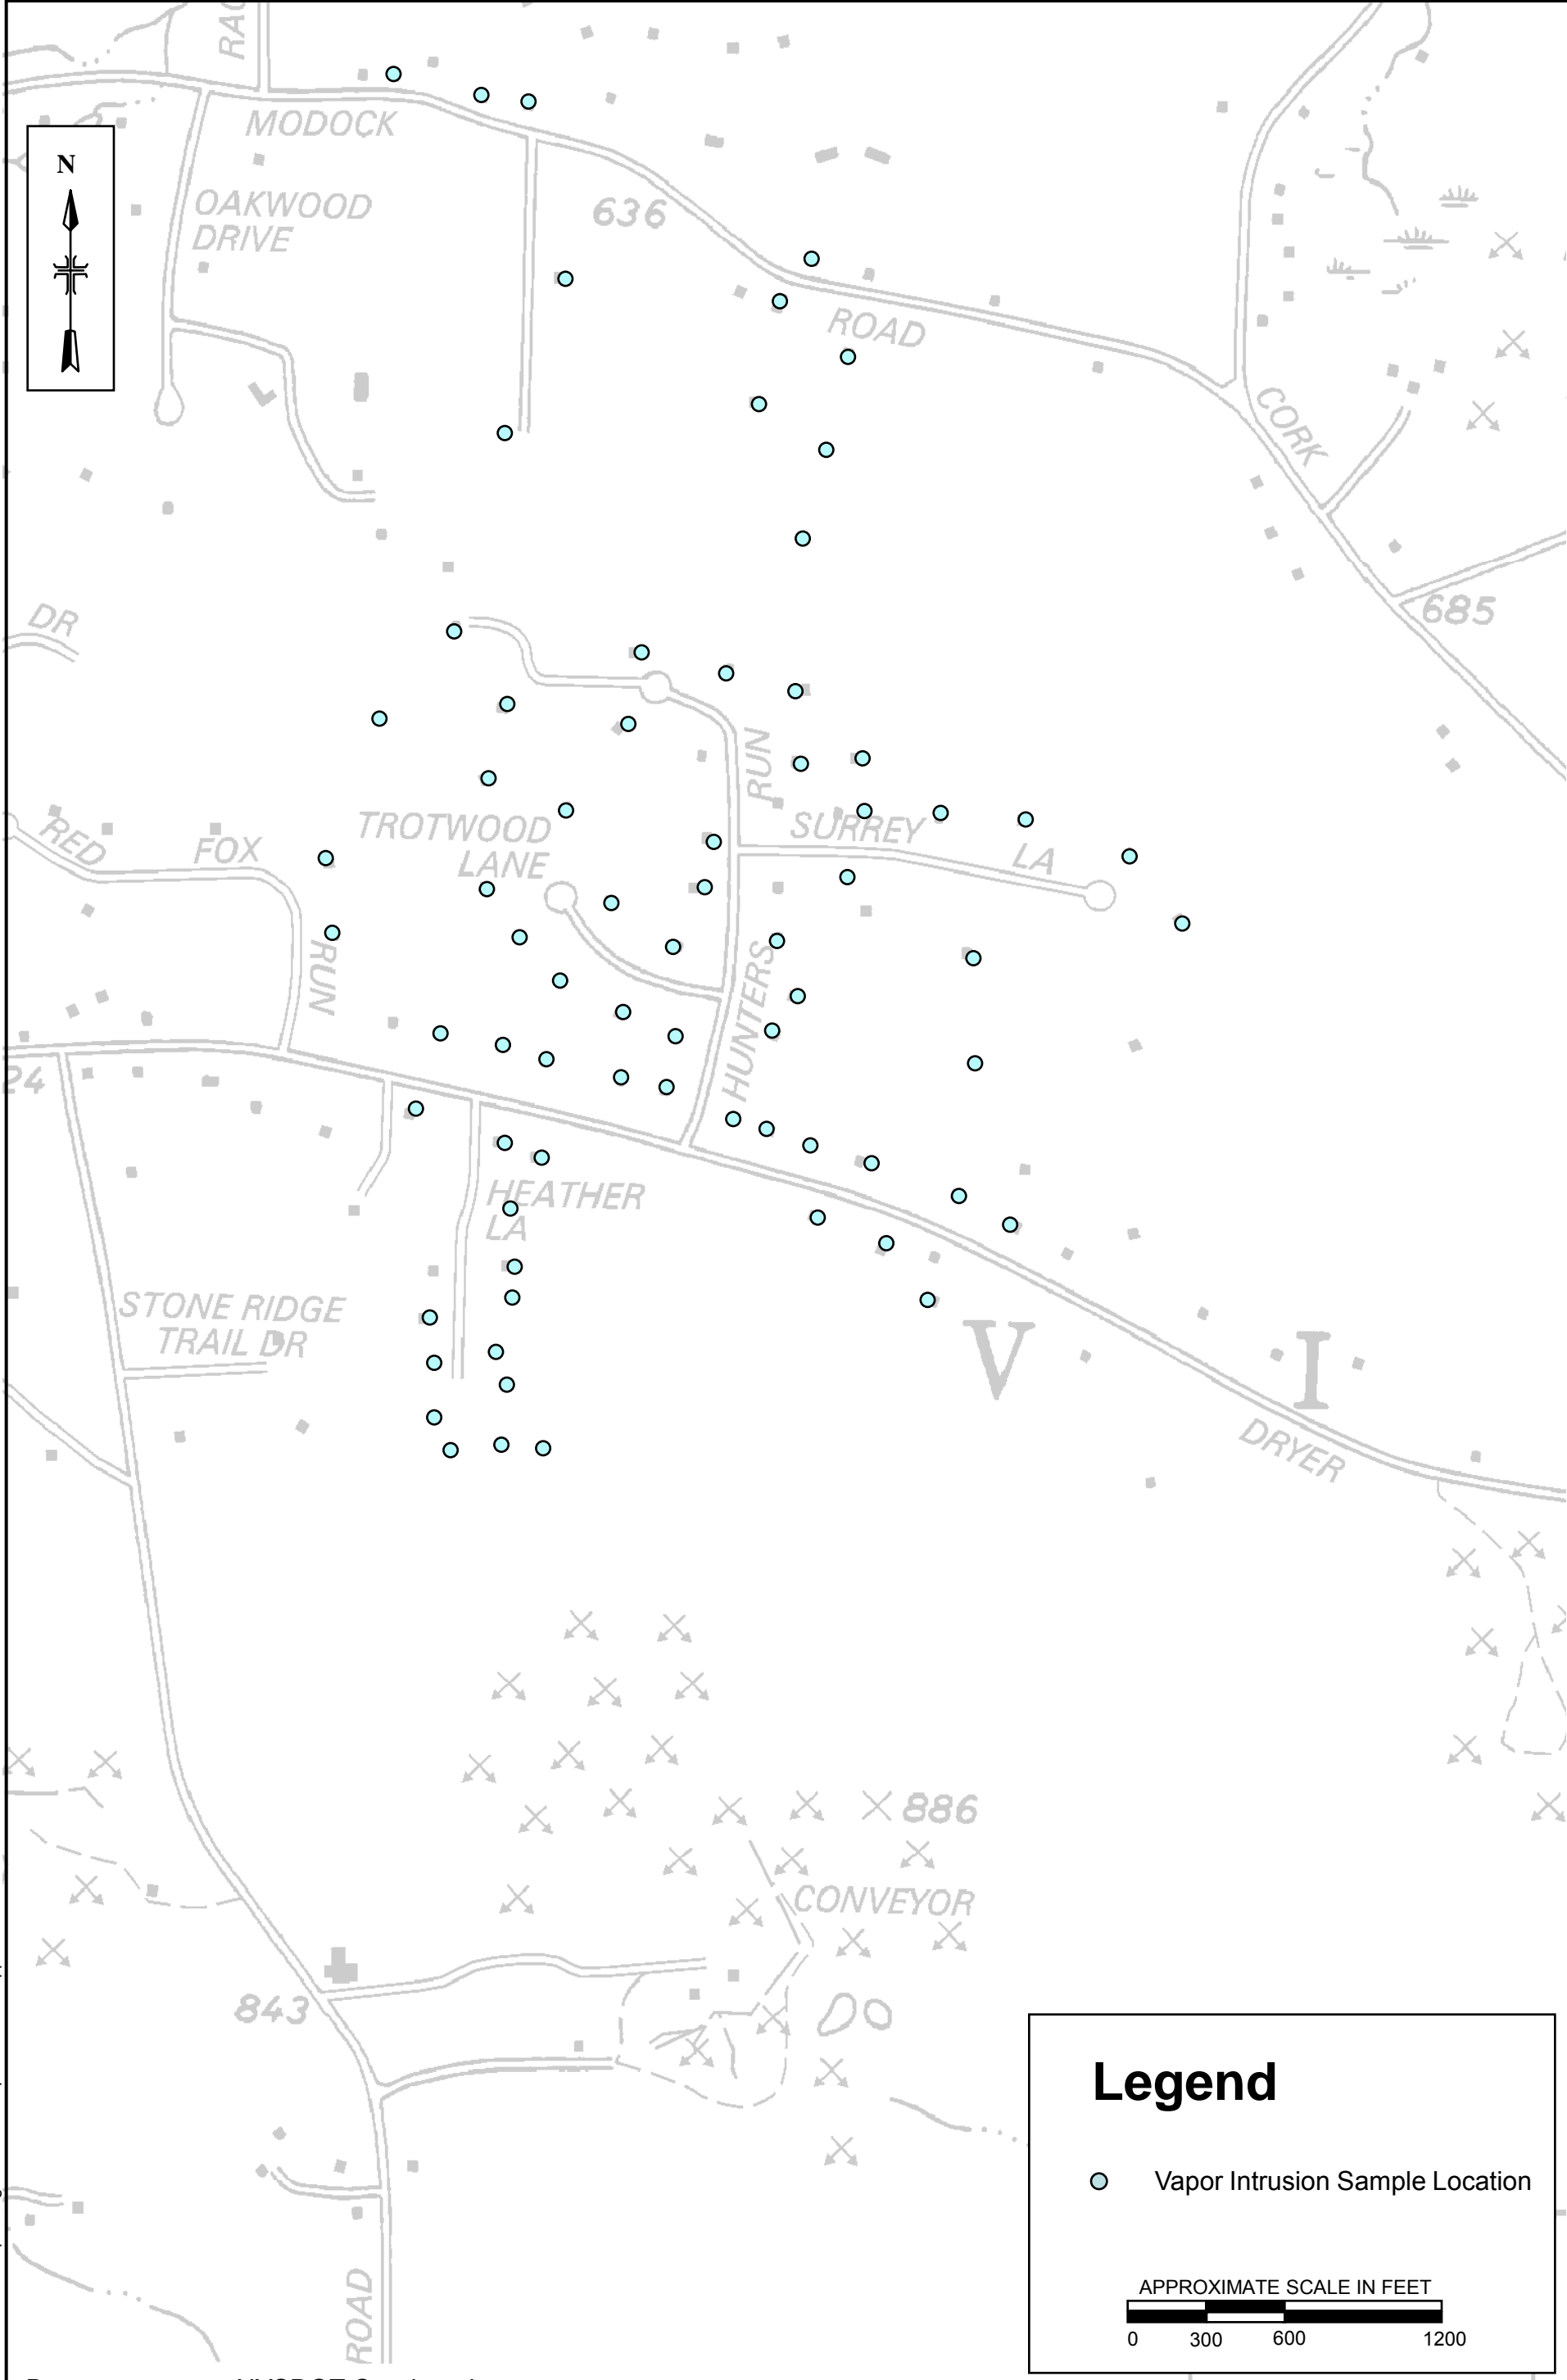 RAC
MODOCK
N
OAKWOOD
DRIVE
636
ROAD
CORK
DR
685
RUN
TROTWOOD
LANE
SURREY
LA
RED
FOX
RUN
HUNTERS
24
HEATHER
LA
STONE RIDGE
TRAIL DR
V I
DRYER
886
CONVEYOR
843
ROAD
Legend
Vapor Intrusion Sample Location
APPROXIMATE SCALE IN FEET
0 300 600 1200